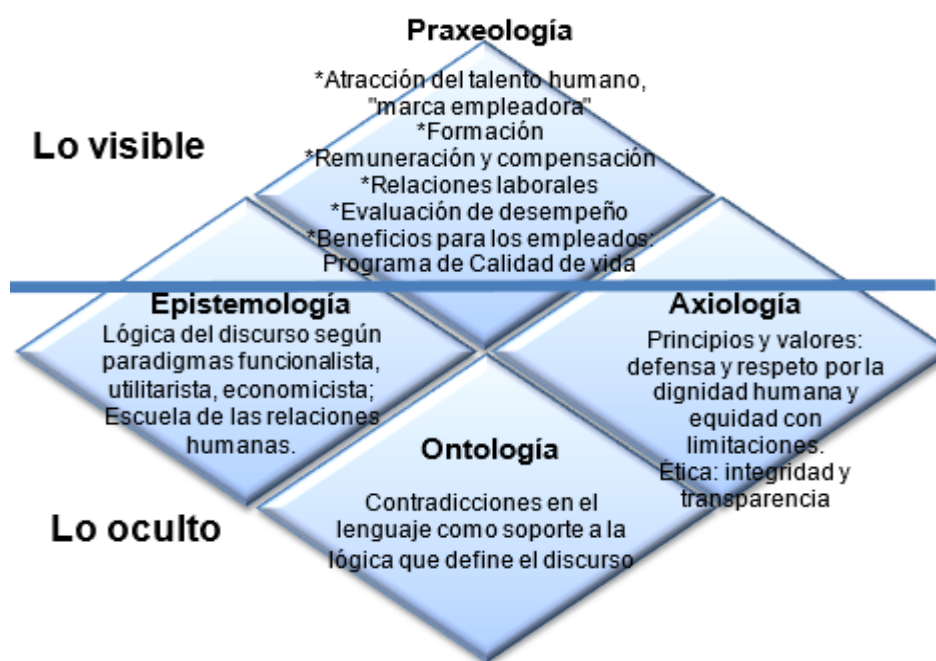 Praxeología
*Atracción del talento humano,
"marca empleadora"
*Formación
*Remuneración y compensación
*Relaciones laborales
*Evaluación de desempeño
*Beneficios para los empleados:
Programa de Calidad de vida
Lo visible
Epistemología
Lógica del discurso según
paradigmas funcionalista,
utilitarista, economicista;
Escuela de las relaciones
humanas.
Axiología
Principios y valores:
defensa y respeto por la
dignidad humana y
equidad con
limitaciones.
Ética: integridad y
transparencia
Ontología
Contradicciones en el
lenguaje como soporte a la
lógica que define el discurso
Lo oculto